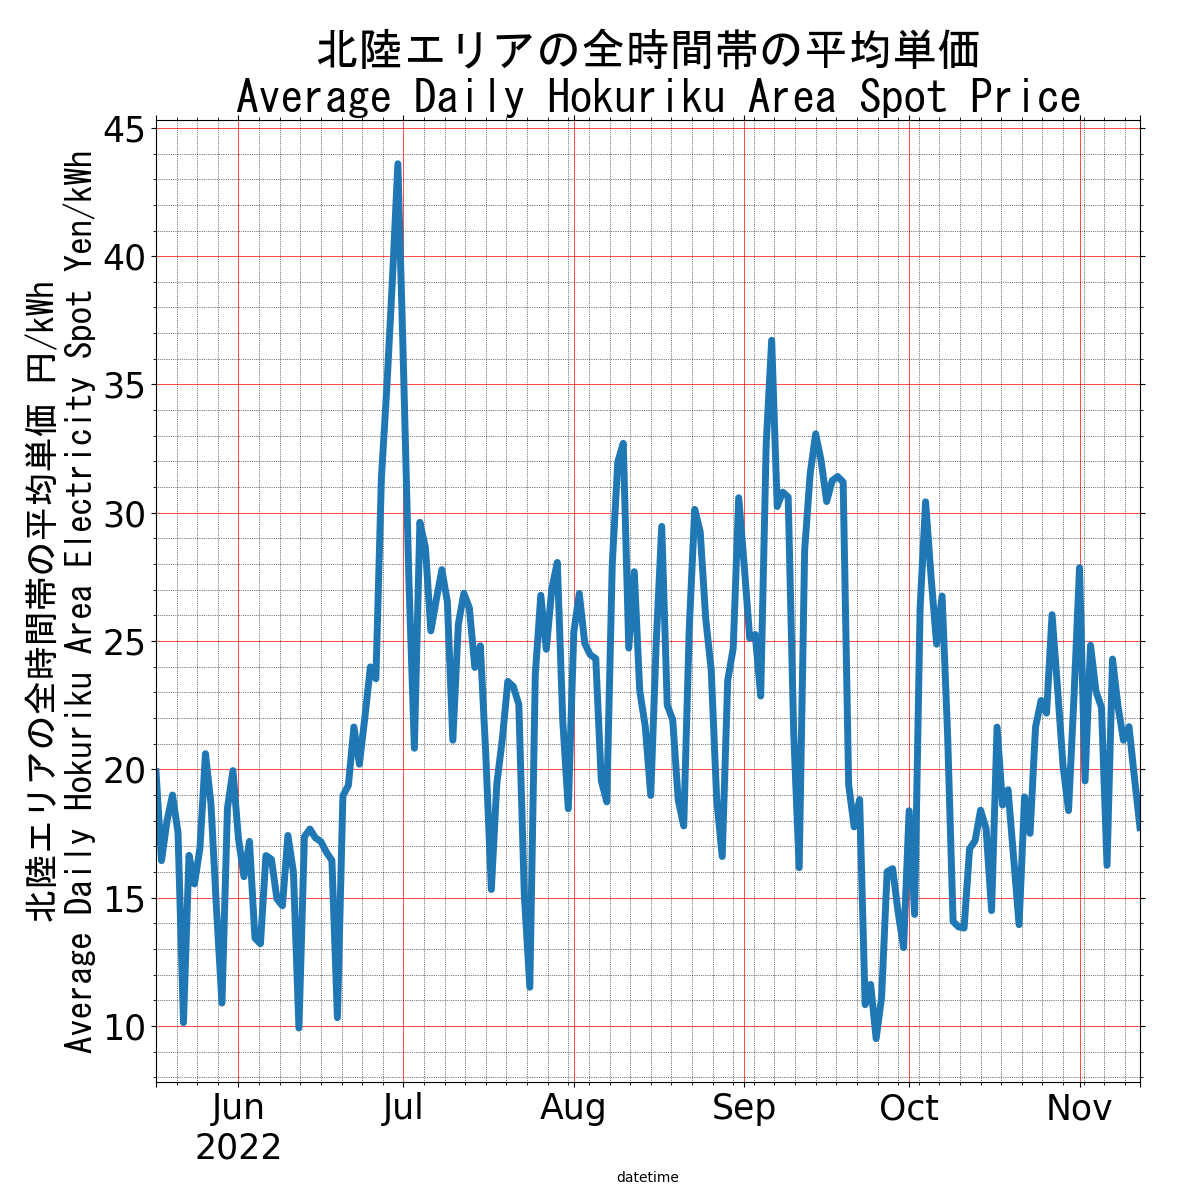 北陸エリアの全時間帯の平均単価
Average Daily Hokuriku Area Spot Price
北陸エリアの全時間帯の平均単価 円/kWh
Average Daily Hokuriku Area Electricity Spot Yen/kWh
45
40
35
30
25
20
15
10
Jun
2022
Jul
Aug
Sep
Oct
Nov
datetime